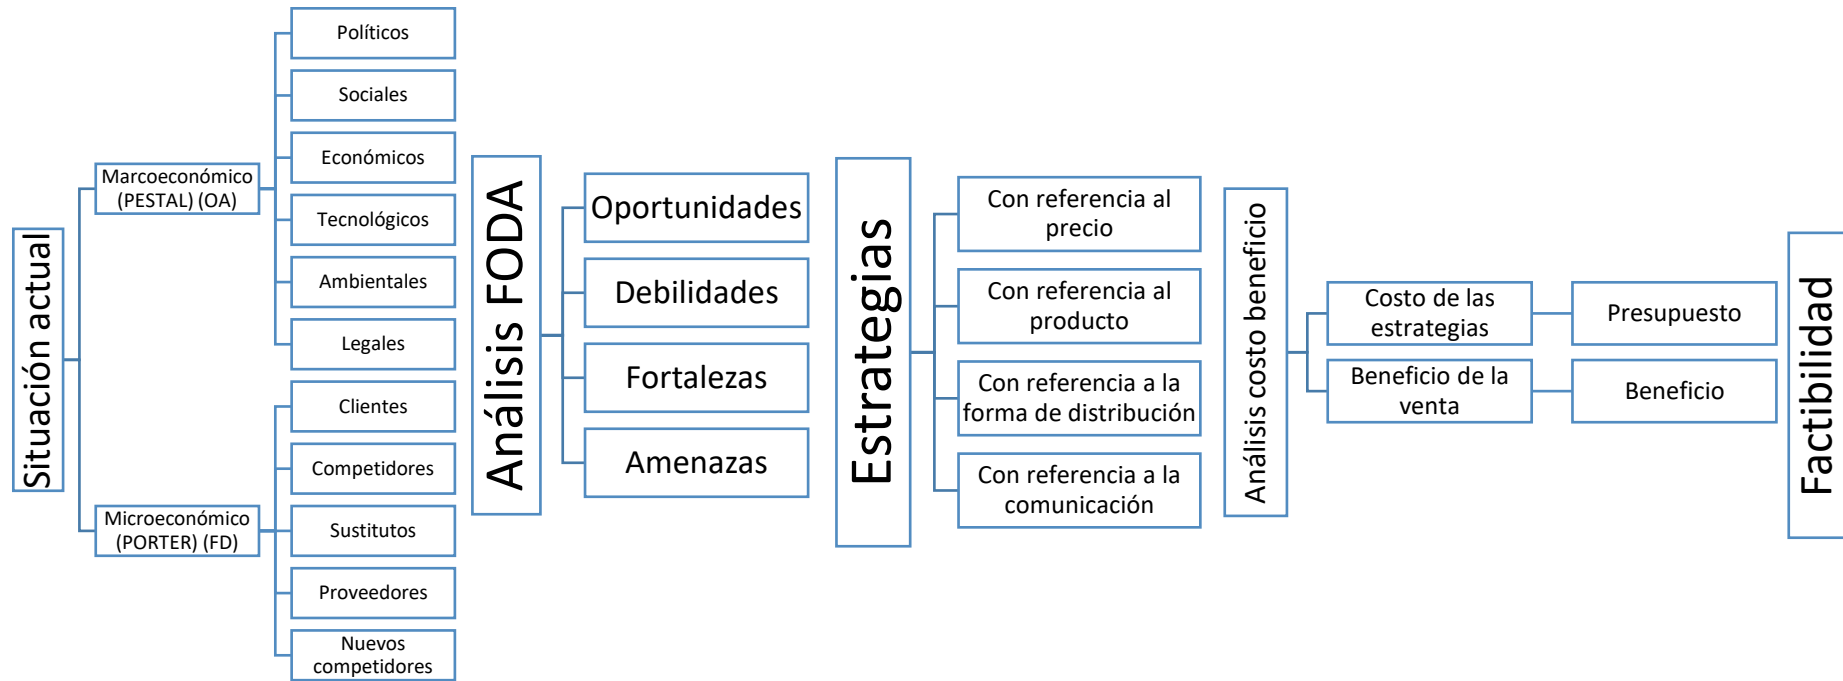 Situación actual
Marcoeconómico
(PESTAL) (OA)
Políticos
Sociales
Económicos
Tecnológicos
Ambientales
Legales
Microeconómico
(PORTER) (FD)
Clientes
Competidores
Sustitutos
Proveedores
Nuevos
competidores
Análisis FODA
Oportunidades
Debilidades
Fortalezas
Amenazas
Estrategias
Con referencia al
precio
Con referencia al
producto
Con referencia a la
forma de distribución
Con referencia a la
comunicación
Análisis costo beneficio
Costo de las
estrategias
Presupuesto
Beneficio de la
venta
Beneficio
Factibilidad